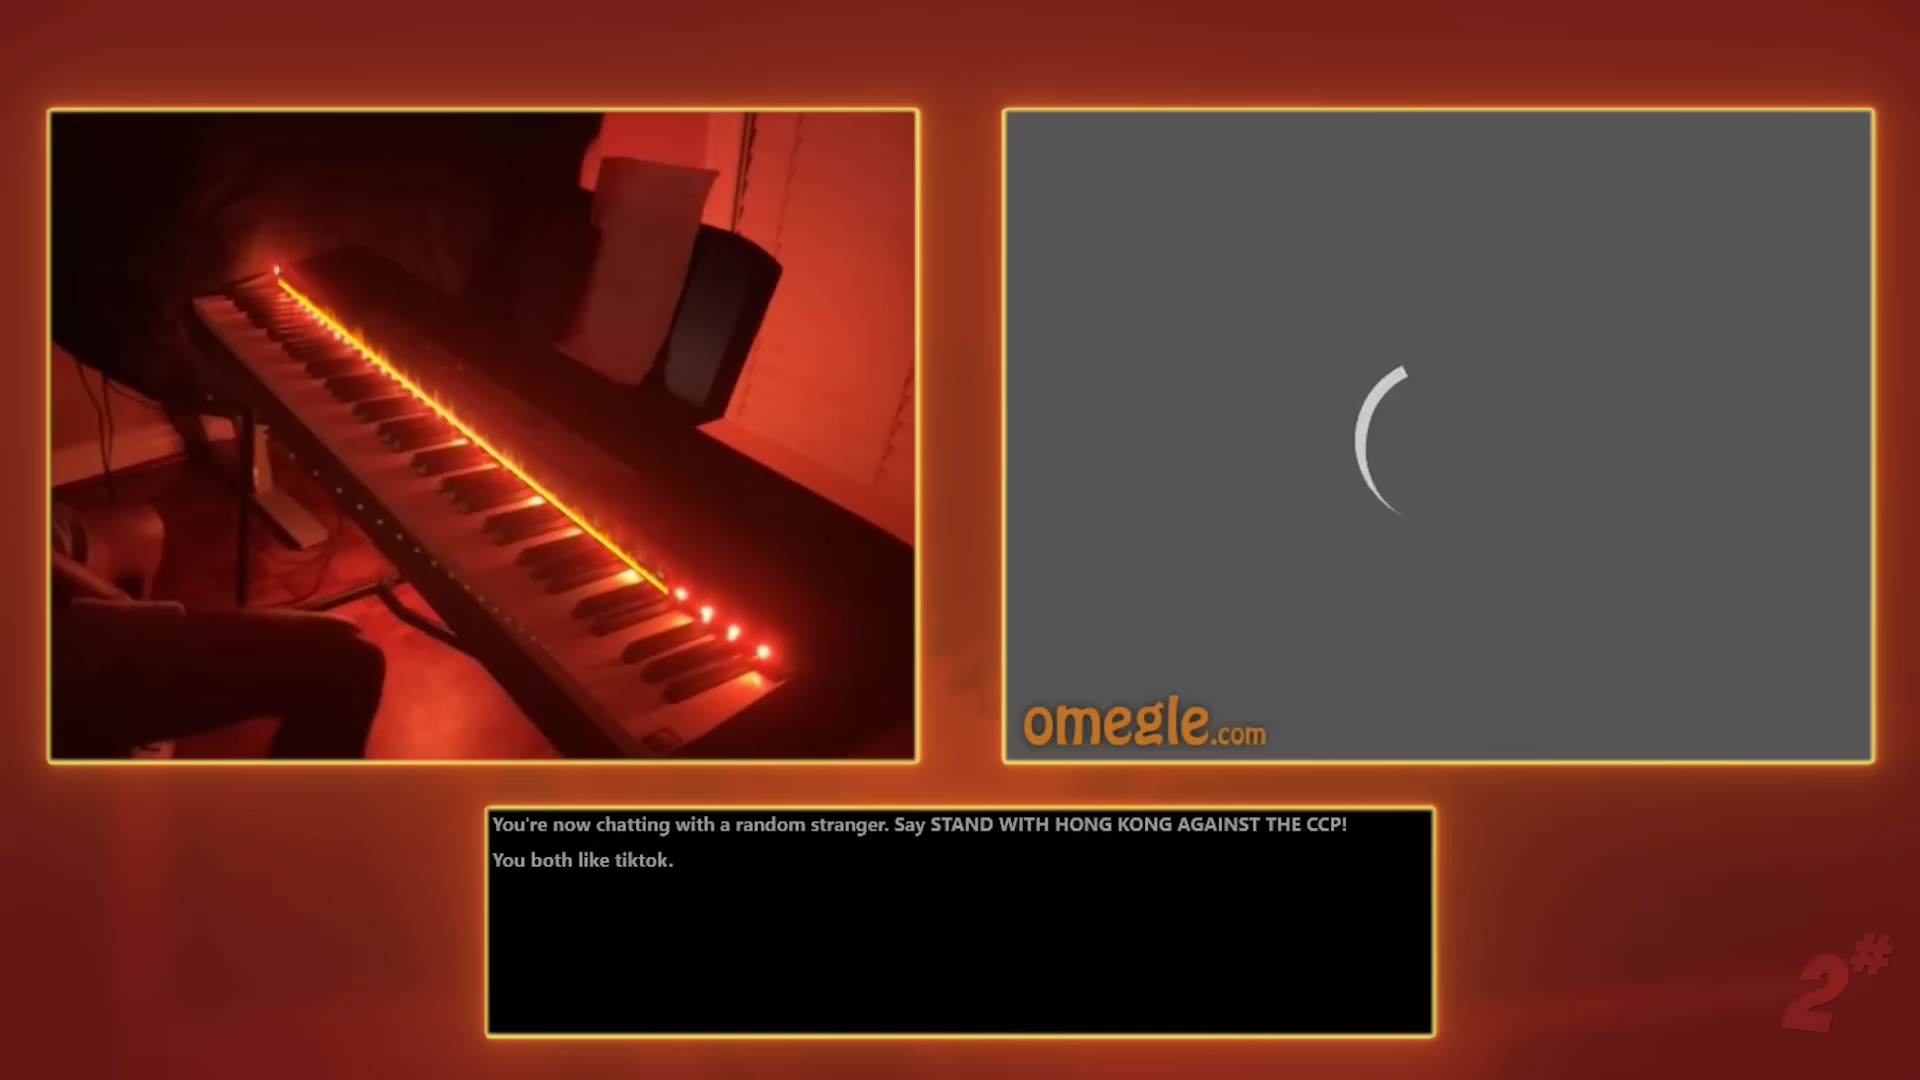 omegle.com
You're now chatting with a random stranger. Say STAND WITH HONG KONG AGAINST THE CCP!
You both like tiktok.
2#